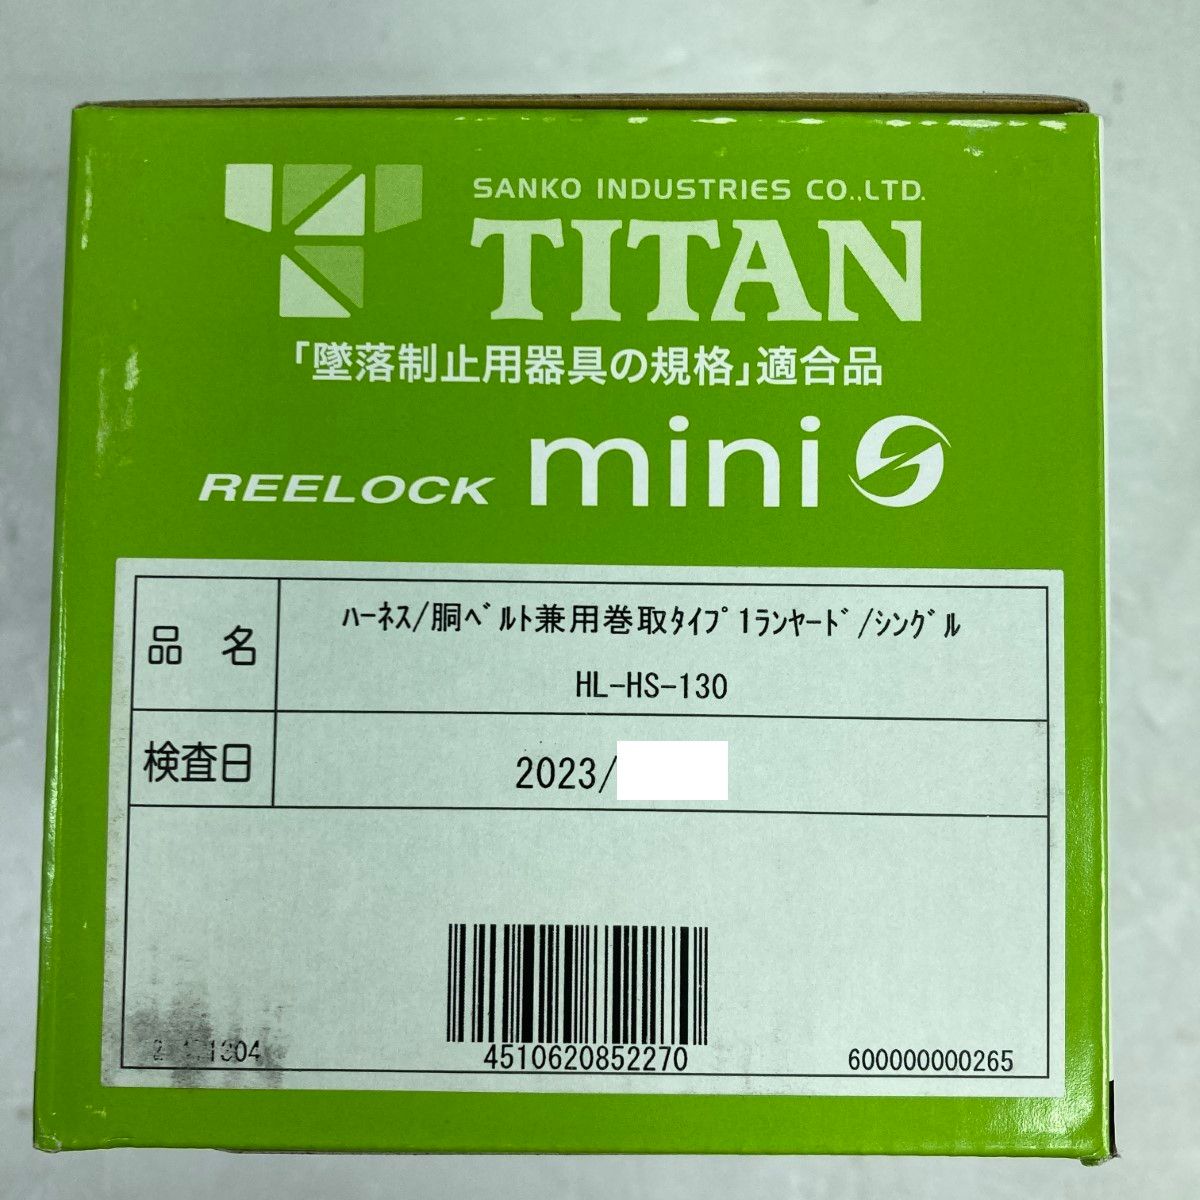 SANKO INDUSTRIES CO.,LTD.
TITAN
「墜落制止用器具の規格」適合品
REELOCK mini
品 名
ﾊｰﾈｽ/胴ﾍﾞﾙﾄ兼用巻取ﾀｲﾌﾟ1ﾗﾝﾔｰﾄﾞ/ｼﾝｸﾞﾙ
HL-HS-130
検査日
2023/
4510620852270
600000000265